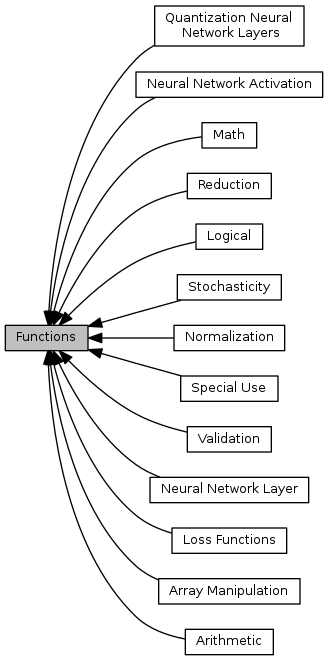 Quantization Neural
Network Layers
Neural Network Activation
Math
Reduction
Logical
Stochasticity
Functions
Normalization
Special Use
Validation
Neural Network Layer
Loss Functions
Array Manipulation
Arithmetic